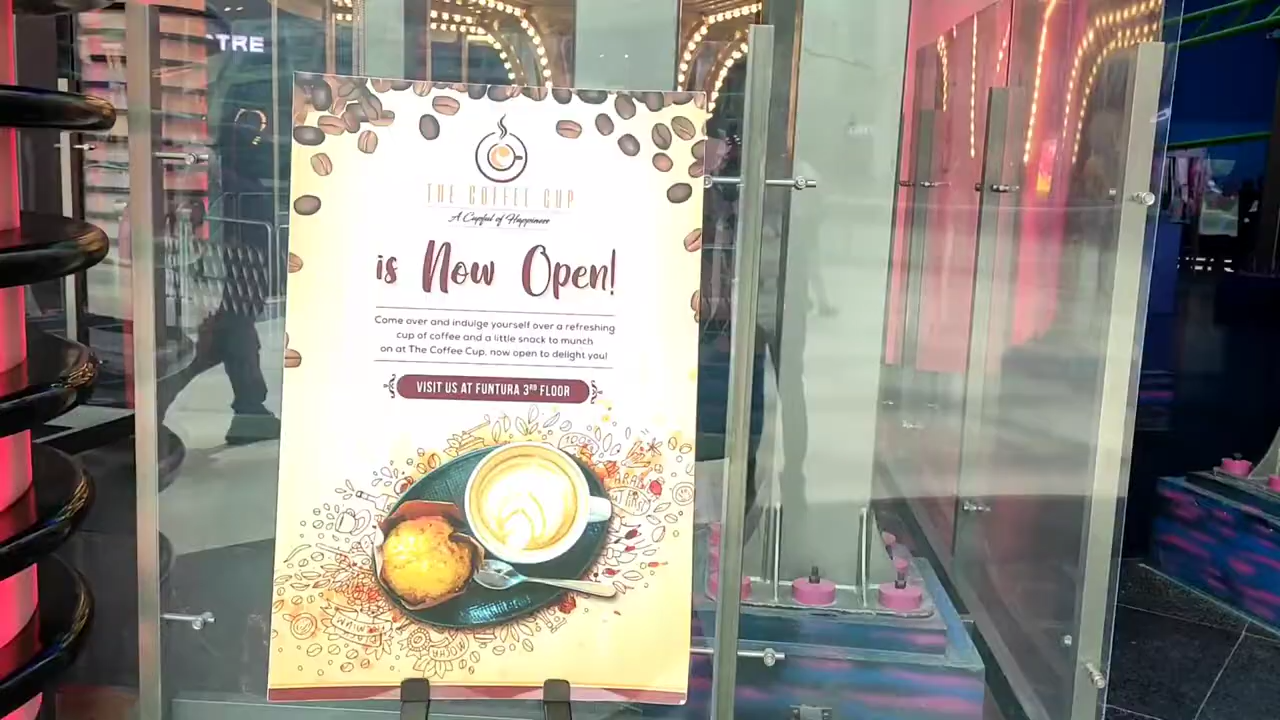 TRE
THE COFFEE CUP
A Cupful of Happiness
is Now Open!
Come over and indulge yourself over a refreshing
cup of coffee and a little snack to munch
on at The Coffee Cup, now open to delight you!
VISIT US AT FUNTURA 3RD FLOOR
100%
MOCHA